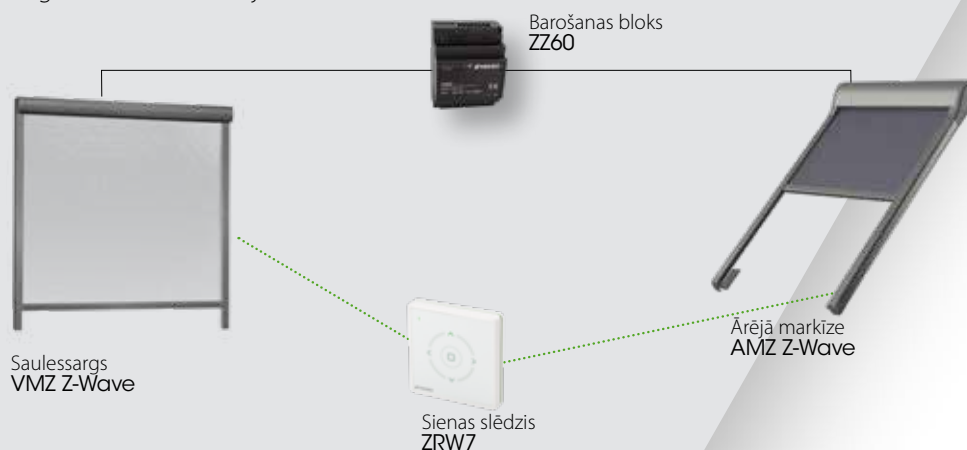 Barošanas bloks
ZZ60
Saulessargs
VMZ Z-Wave
Ārējā markīze
AMZ Z-Wave
Sienas slēdzis
ZRW7